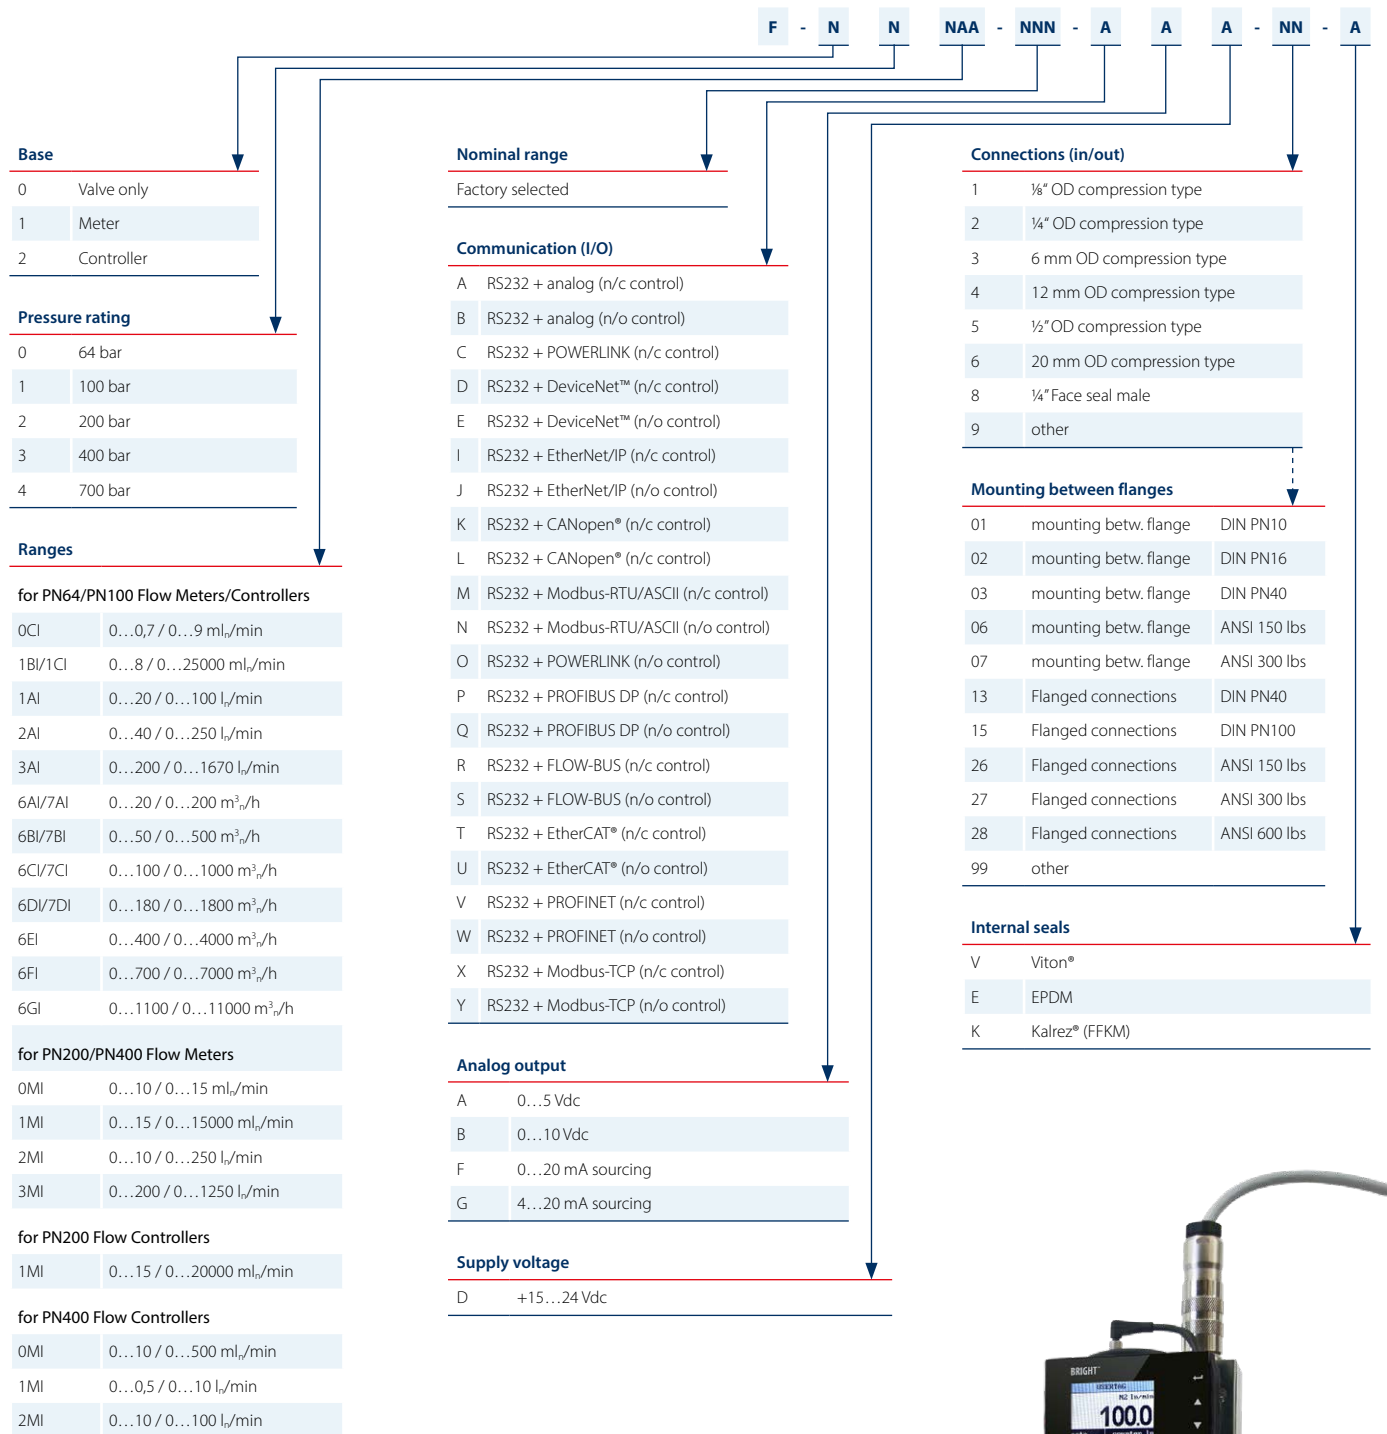 F - N N NAA - NNN - A A A - NN - A
Base
0 Valve only
1 Meter
2 Controller
Pressure rating
0 64 bar
1 100 bar
2 200 bar
3 400 bar
4 700 bar
Ranges
for PN64/PN100 Flow Meters/Controllers
0CI 0…0,7 / 0…9 mlₙ/min
1BI/1CI 0…8 / 0…25000 mlₙ/min
1AI 0…20 / 0…100 lₙ/min
2AI 0…40 / 0…250 lₙ/min
3AI 0…200 / 0…1670 lₙ/min
6AI/7AI 0…20 / 0…200 m³ₙ/h
6BI/7BI 0…50 / 0…500 m³ₙ/h
6CI/7CI 0…100 / 0…1000 m³ₙ/h
6DI/7DI 0…180 / 0…1800 m³ₙ/h
6EI 0…400 / 0…4000 m³ₙ/h
6FI 0…700 / 0…7000 m³ₙ/h
6GI 0…1100 / 0…11000 m³ₙ/h
for PN200/PN400 Flow Meters
0MI 0…10 / 0…15 mlₙ/min
1MI 0…15 / 0…15000 mlₙ/min
2MI 0…10 / 0…250 lₙ/min
3MI 0…200 / 0…1250 lₙ/min
for PN200 Flow Controllers
1MI 0…15 / 0…20000 mlₙ/min
for PN400 Flow Controllers
0MI 0…10 / 0…500 mlₙ/min
1MI 0…0,5 / 0…10 lₙ/min
2MI 0…10 / 0…100 lₙ/min
Nominal range
Factory selected
Communication (I/O)
A RS232 + analog (n/c control)
B RS232 + analog (n/o control)
C RS232 + POWERLINK (n/c control)
D RS232 + DeviceNet™ (n/c control)
E RS232 + DeviceNet™ (n/o control)
I RS232 + EtherNet/IP (n/c control)
J RS232 + EtherNet/IP (n/o control)
K RS232 + CANopen® (n/c control)
L RS232 + CANopen® (n/c control)
M RS232 + Modbus-RTU/ASCII (n/c control)
N RS232 + Modbus-RTU/ASCII (n/o control)
O RS232 + POWERLINK (n/o control)
P RS232 + PROFIBUS DP (n/c control)
Q RS232 + PROFIBUS DP (n/o control)
R RS232 + FLOW-BUS (n/c control)
S RS232 + FLOW-BUS (n/o control)
T RS232 + EtherCAT® (n/c control)
U RS232 + EtherCAT® (n/o control)
V RS232 + PROFINET (n/c control)
W RS232 + PROFINET (n/o control)
X RS232 + Modbus-TCP (n/c control)
Y RS232 + Modbus-TCP (n/o control)
Analog output
A 0…5 Vdc
B 0…10 Vdc
F 0…20 mA sourcing
G 4…20 mA sourcing
Supply voltage
D +15…24 Vdc
Connections (in/out)
1 ⅛“ OD compression type
2 ¼“ OD compression type
3 6 mm OD compression type
4 12 mm OD compression type
5 ½” OD compression type
6 20 mm OD compression type
8 ¼” Face seal male
9 other
Mounting between flanges
01 mounting betw. flange DIN PN10
02 mounting betw. flange DIN PN16
03 mounting betw. flange DIN PN40
06 mounting betw. flange ANSI 150 lbs
07 mounting betw. flange ANSI 300 lbs
13 Flanged connections DIN PN40
15 Flanged connections DIN PN100
26 Flanged connections ANSI 150 lbs
27 Flanged connections ANSI 300 lbs
28 Flanged connections ANSI 600 lbs
99 other
Internal seals
V Viton®
E EPDM
K Kalrez® (FFKM)
BRIGHT™
N2 ln/min
100.0